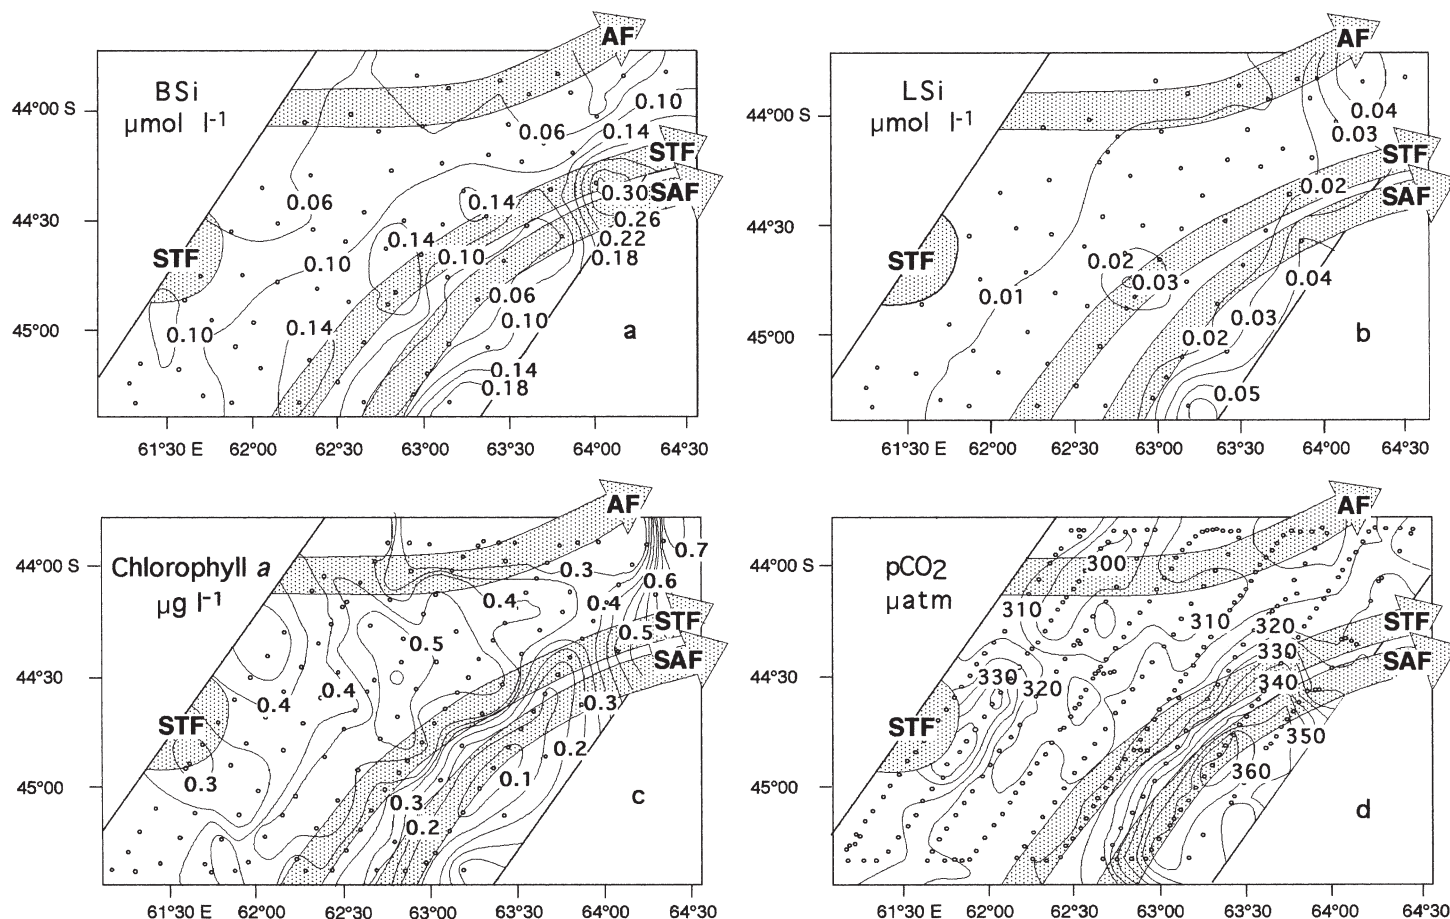 BSi
µmol l-1
AF
44°00 S
0.10
0.06
0.14
STF
SAF
0.30
0.14
0.06
0.26
44°30
0.22
0.14
0.18
STF
0.10
0.10
0.06
0.10
0.10
0.14
a
45°00
0.14
0.18
61°30 E
62°00
62°30
63°00
63°30
64°00
64°30
LSi
µmol l-1
AF
44°00 S
0.04
0.03
STF
0.02
SAF
44°30
STF
0.02
0.03
0.04
0.01
0.03
0.02
b
45°00
0.05
61°30 E
62°00
62°30
63°00
63°30
64°00
64°30
Chlorophyll a
µg l-1
AF
0.7
44°00 S
0.3
0.6
0.4
0.4
STF
0.5
0.5
SAF
44°30
0.4
0.4
0.3
STF
0.2
0.3
0.1
45°00
c
0.3
0.2
61°30 E
62°00
62°30
63°00
63°30
64°00
64°30
pCO2
µatm
AF
44°00 S
300
310
310
320
STF
330
SAF
44°30
330
320
340
STF
350
360
45°00
d
61°30 E
62°00
62°30
63°00
63°30
64°00
64°30